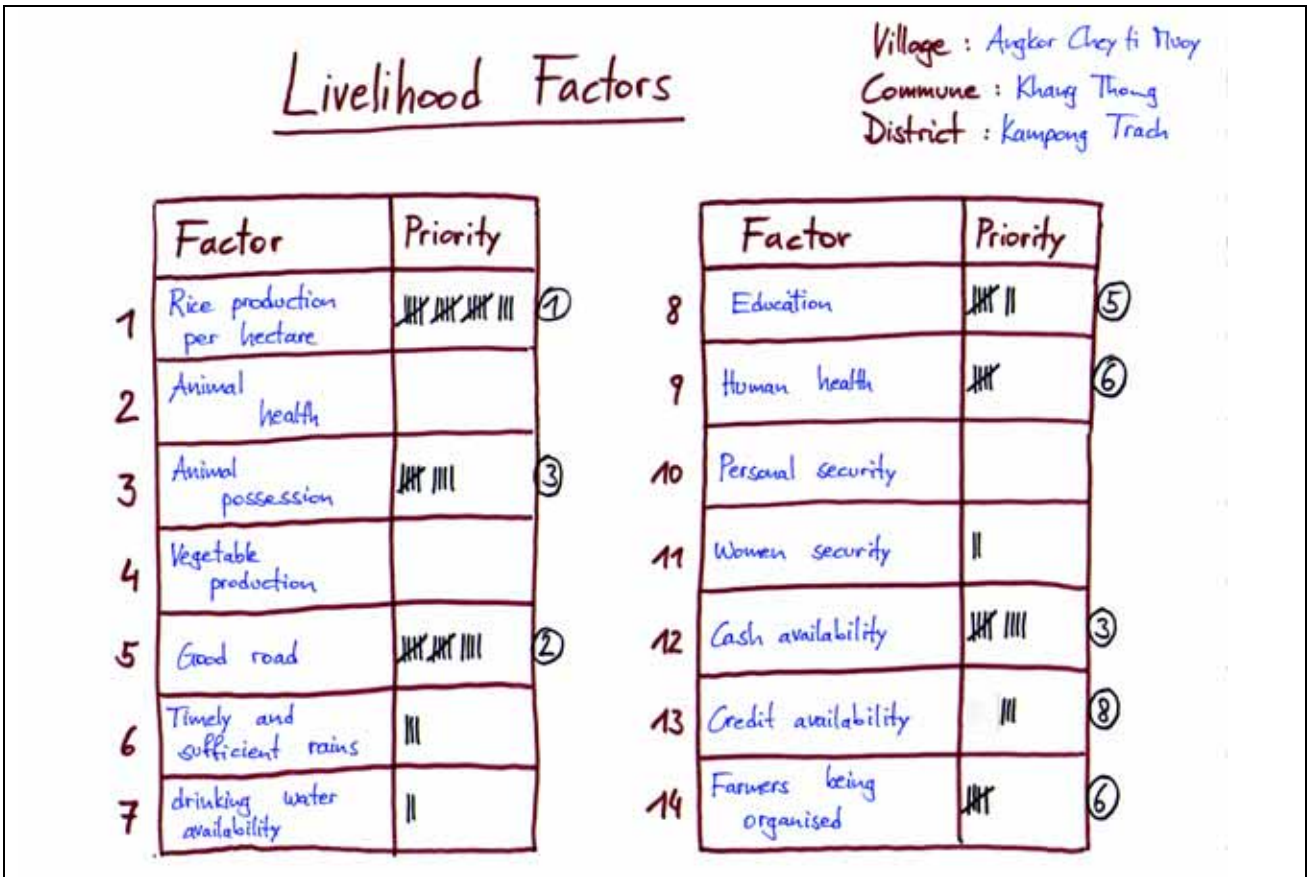 Livelihood Factors
Village : Angkor Chey ti Muoy
Commune : Khang Thong
District : Kampong Trach
Factor Priority
1 Rice production per hectare 𝍸 𝍸 𝍸 ||| ①
2 Animal health
3 Animal possession 𝍸 |||| ③
4 Vegetable production
5 Good road 𝍸 𝍸 |||| ②
6 Timely and sufficient rains |||
7 drinking water availability ||
Factor Priority
8 Education 𝍸 || ⑤
9 Human health 𝍸 ⑥
10 Personal security
11 Women security ||
12 Cash availability 𝍸 |||| ③
13 Credit availability ||| ⑧
14 Farmers being organised 𝍸 ⑥